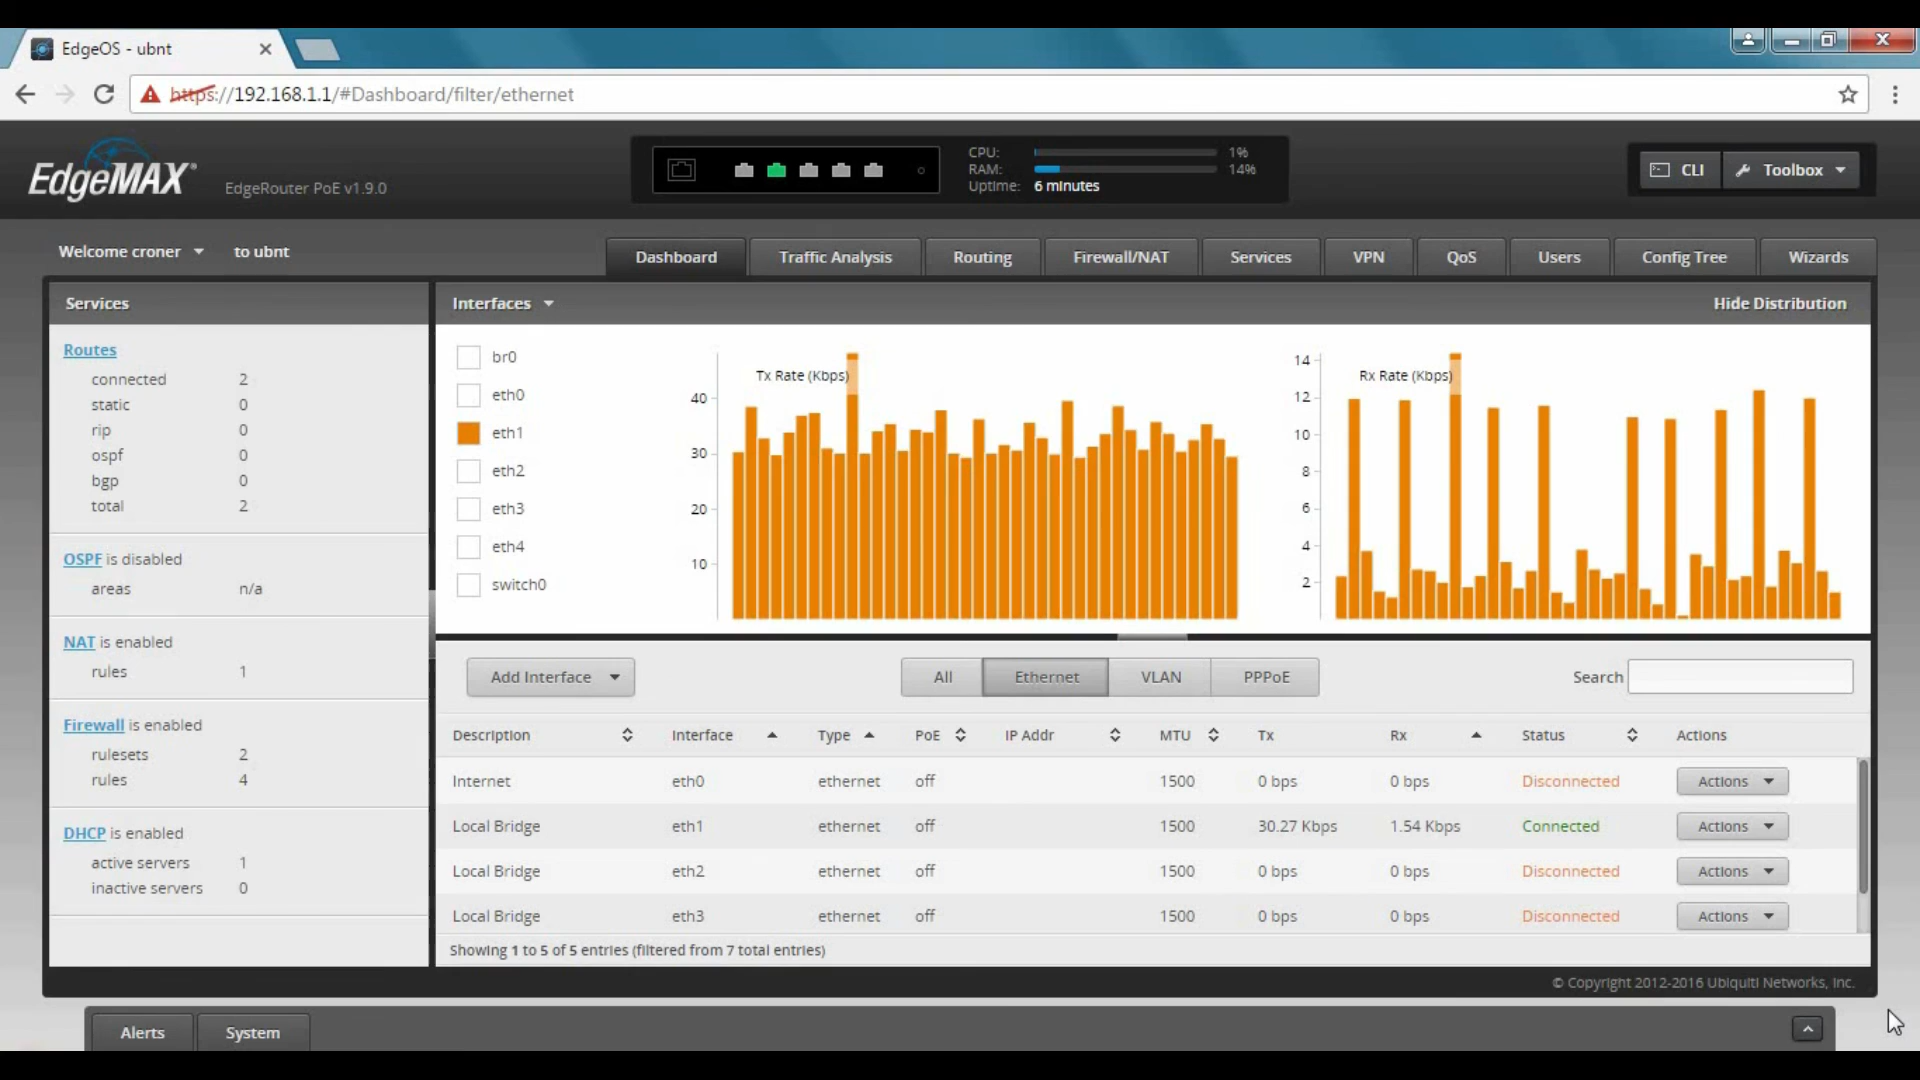 EdgeOS - ubnt
https://192.168.1.1/#Dashboard/filter/ethernet
EdgeMAX
EdgeRouter PoE v1.9.0
CPU: 1%
RAM: 14%
Uptime: 6 minutes
CLI
Toolbox
Welcome croner to ubnt
Dashboard Traffic Analysis Routing Firewall/NAT Services VPN QoS Users Config Tree Wizards
Services
Routes
connected 2
static 0
rip 0
ospf 0
bgp 0
total 2
OSPF is disabled
areas n/a
NAT is enabled
rules 1
Firewall is enabled
rulesets 2
rules 4
DHCP is enabled
active servers 1
inactive servers 0
Interfaces
Hide Distribution
br0
eth0
eth1
eth2
eth3
eth4
switch0
Tx Rate (Kbps)
40
30
20
10
Rx Rate (Kbps)
14
12
10
8
6
4
2
Add Interface
All Ethernet VLAN PPPoE
Search
Description Interface Type PoE IP Addr MTU Tx Rx Status Actions
Internet eth0 ethernet off 1500 0 bps 0 bps Disconnected Actions
Local Bridge eth1 ethernet off 1500 30.27 Kbps 1.54 Kbps Connected Actions
Local Bridge eth2 ethernet off 1500 0 bps 0 bps Disconnected Actions
Local Bridge eth3 ethernet off 1500 0 bps 0 bps Disconnected Actions
Showing 1 to 5 of 5 entries (filtered from 7 total entries)
© Copyright 2012-2016 Ubiquiti Networks, Inc.
Alerts System